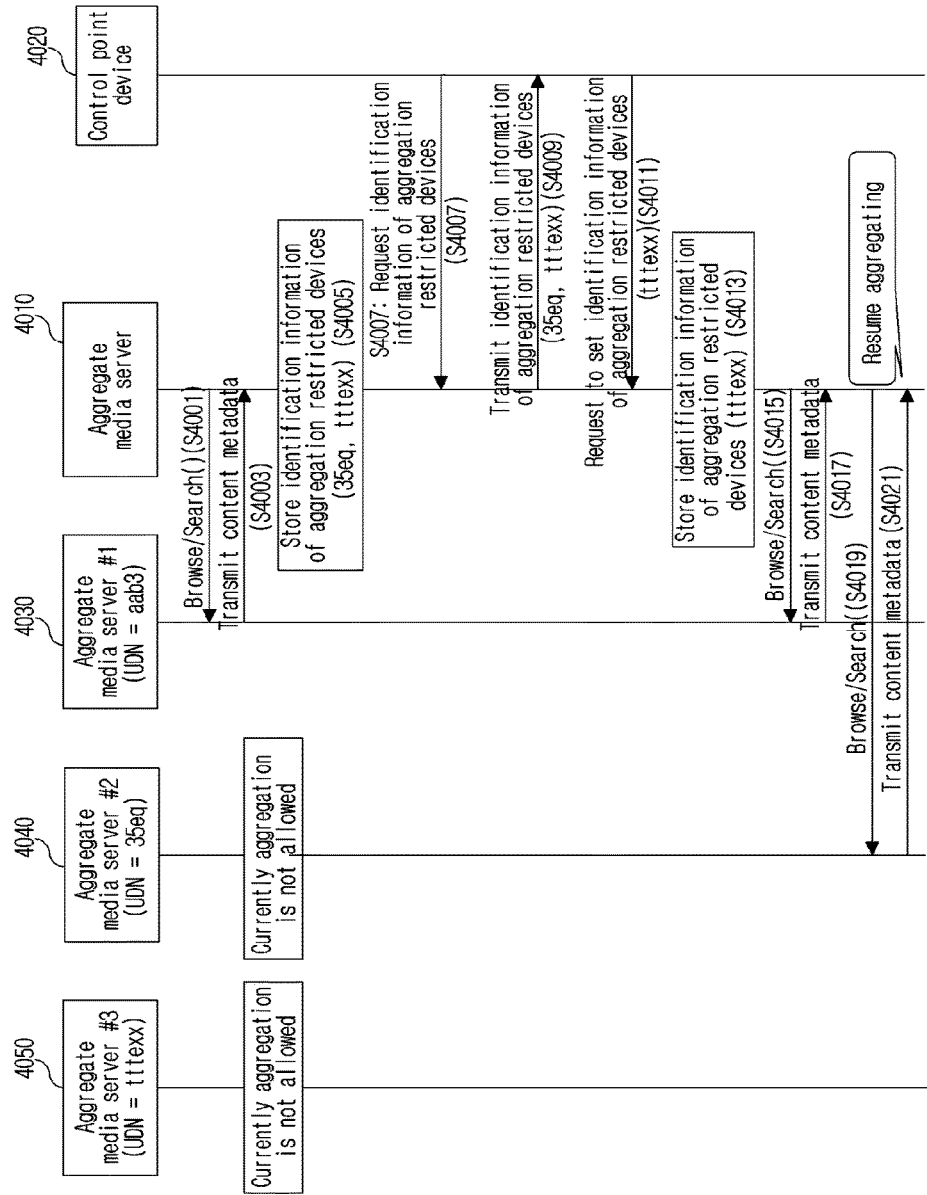 4050
Aggregate
media server #3
(UDN = tttexx)
4040
Aggregate
media server #2
(UDN = 35eq)
4030
Aggregate
media server #1
(UDN = aab3)
4010
Aggregate
media server
4020
Control point
device
Currently aggregation
is not allowed
Currently aggregation
is not allowed
Browse/Search()(S4001)
Transmit content metadata
(S4003)
Store identification information
of aggregation restricted devices
(35eq, tttexx) (S4005)
S4007: Request identification
information of aggregation
restricted devices
(S4007)
Transmit identification information
of aggregation restricted devices
(35eq, tttexx)(S4009)
Request to set identification information
of aggregation restricted devices
(tttexx)(S4011)
Store identification information
of aggregation restricted
devices (tttexx) (S4013)
Browse/Search((S4015)
Transmit content metadata
(S4017)
Browse/Search((S4019)
Transmit content metadata(S4021)
Resume aggregating